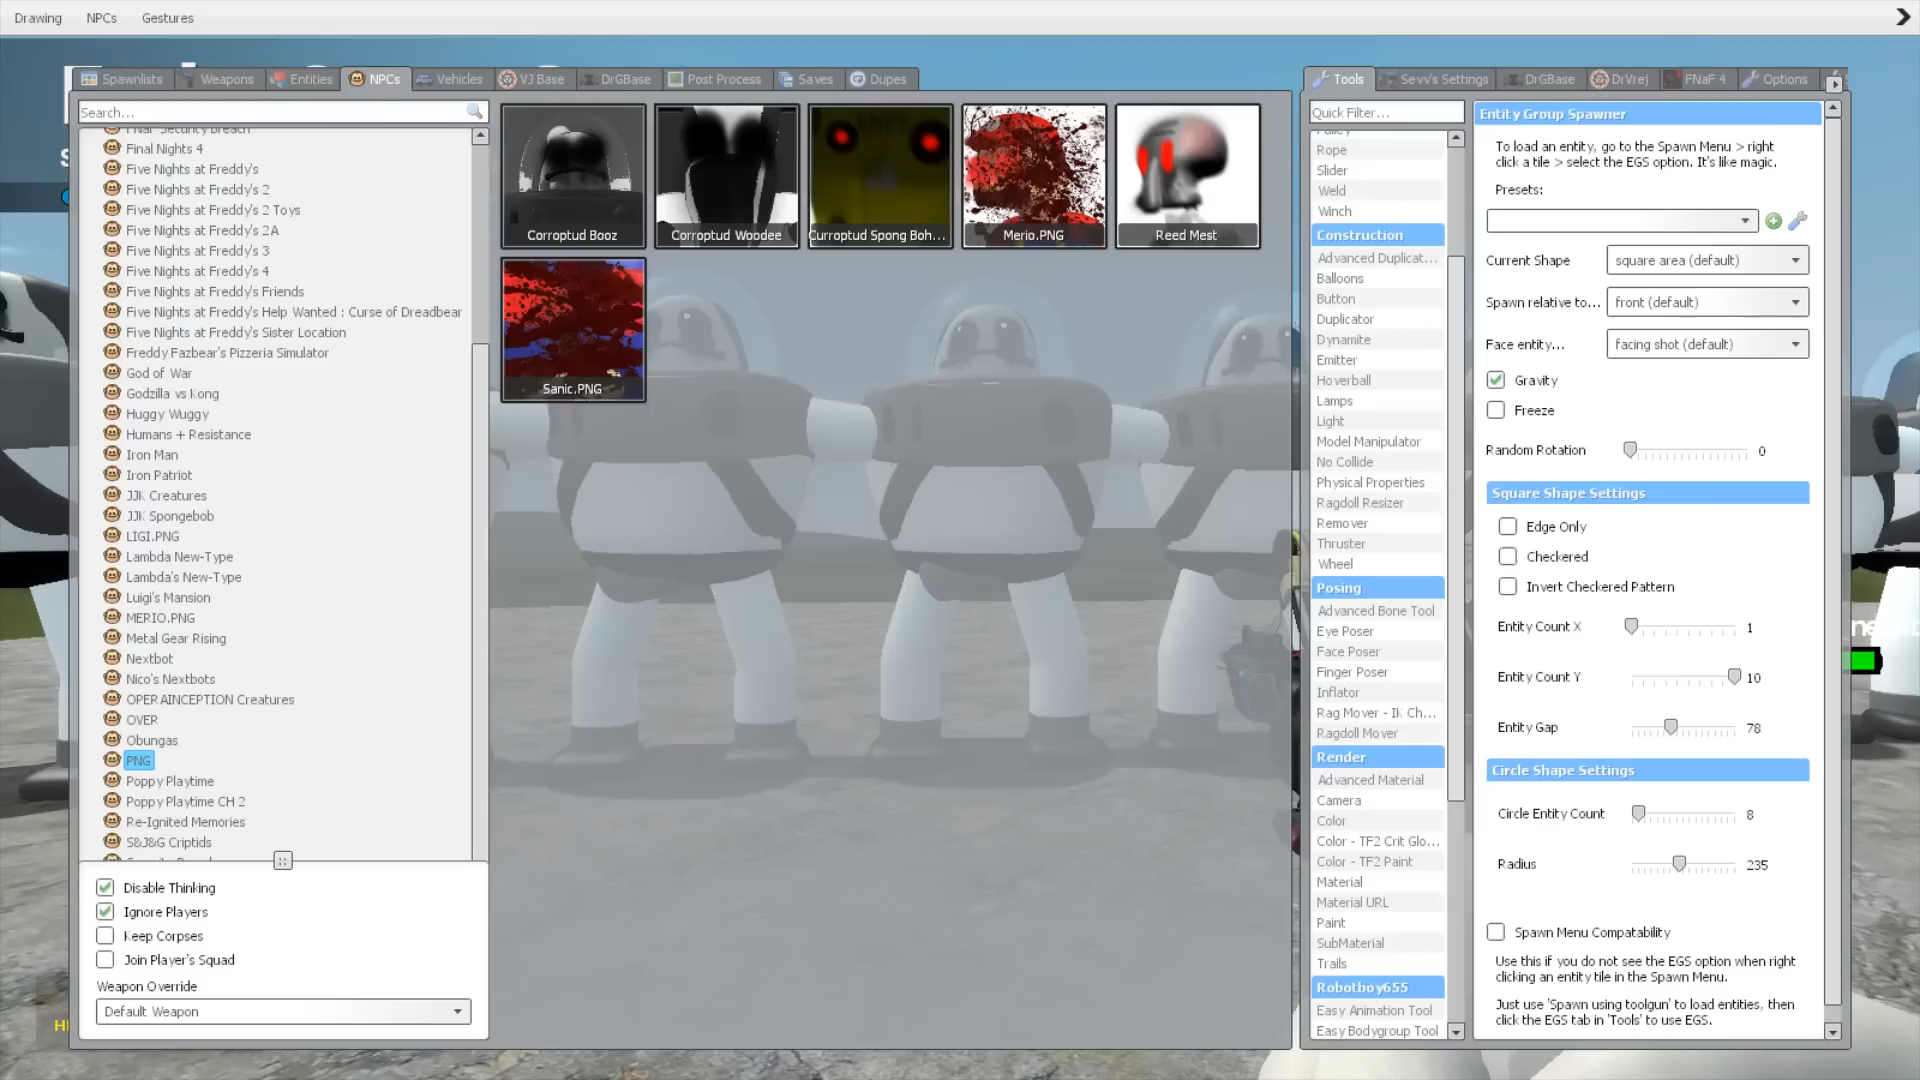 Drawing NPCs Gestures
Spawnlists Weapons Entities NPCs Vehicles VJ Base DrGBase Post Process Saves Dupes
Search...
Final Nights 4
Five Nights at Freddy's
Five Nights at Freddy's 2
Five Nights at Freddy's 2 Toys
Five Nights at Freddy's 2A
Five Nights at Freddy's 3
Five Nights at Freddy's 4
Five Nights at Freddy's Friends
Five Nights at Freddy's Help Wanted : Curse of Dreadbear
Five Nights at Freddy's Sister Location
Freddy Fazbear's Pizzeria Simulator
God of War
Godzilla vs Kong
Huggy Wuggy
Humans + Resistance
Iron Man
Iron Patriot
JJK Creatures
JJK Spongebob
LIGI.PNG
Lambda New-Type
Lambda's New-Type
Luigi's Mansion
MERIO.PNG
Metal Gear Rising
Nextbot
Nico's Nextbots
OPERAINCEPTION Creatures
OVER
Obungas
PNG
Poppy Playtime
Poppy Playtime CH 2
Re-Ignited Memories
S&J&G Criptids
Disable Thinking
Ignore Players
Keep Corpses
Join Player's Squad
Weapon Override
Default Weapon
Corroptud Booz
Corroptud Woodee
Curroptud Spong Boh...
Merio.PNG
Reed Mest
Sanic.PNG
Tools Sevv's Settings DrGBase DrVrej FNaF 4 Options
Quick Filter...
Rope
Slider
Weld
Winch
Construction
Advanced Duplicat...
Balloons
Button
Duplicator
Dynamite
Emitter
Hoverball
Lamps
Light
Model Manipulator
No Collide
Physical Properties
Ragdoll Resizer
Remover
Thruster
Wheel
Posing
Advanced Bone Tool
Eye Poser
Face Poser
Finger Poser
Inflator
Rag Mover - IK Ch...
Ragdoll Mover
Render
Advanced Material
Camera
Color
Color - TF2 Crit Glo...
Color - TF2 Paint
Material
Material URL
Paint
SubMaterial
Trails
Robotboy655
Easy Animation Tool
Easy Bodygroup Tool
Entity Group Spawner
To load an entity, go to the Spawn Menu > right
click a tile > select the EGS option. It's like magic.
Presets:
Current Shape square area (default)
Spawn relative to... front (default)
Face entity... facing shot (default)
Gravity
Freeze
Random Rotation 0
Square Shape Settings
Edge Only
Checkered
Invert Checkered Pattern
Entity Count X 1
Entity Count Y 10
Entity Gap 78
Circle Shape Settings
Circle Entity Count 8
Radius 235
Spawn Menu Compatability
Use this if you do not see the EGS option when right
clicking an entity tile in the Spawn Menu.
Just use 'Spawn using toolgun' to load entities, then
click the EGS tab in 'Tools' to use EGS.